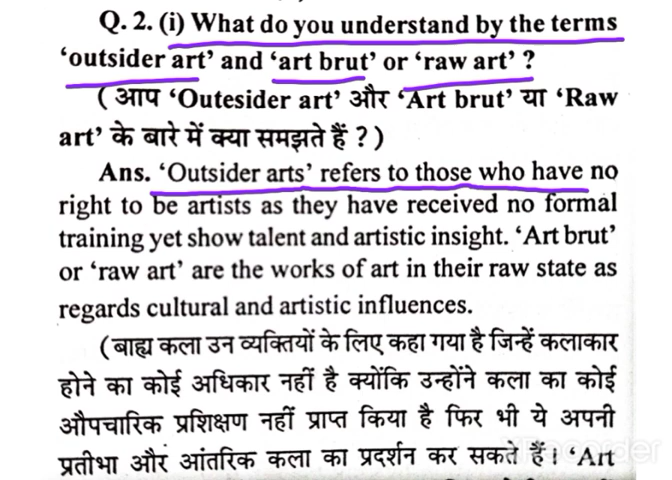 Q. 2. (i) What do you understand by the terms
‘outsider art’ and ‘art brut’ or ‘raw art’ ?
( आप ‘Outesider art’ और ‘Art brut’ या ‘Raw
art’ के बारे में क्या समझते हैं ? )
Ans. ‘Outsider arts’ refers to those who have no
right to be artists as they have received no formal
training yet show talent and artistic insight. ‘Art brut’
or ‘raw art’ are the works of art in their raw state as
regards cultural and artistic influences.
(बाह्य कला उन व्यक्तियों के लिए कहा गया है जिन्हें कलाकार
होने का कोई अधिकार नहीं है क्योंकि उन्होंने कला का कोई
औपचारिक प्रशिक्षण नहीं प्राप्त किया है फिर भी ये अपनी
प्रतीभा और आंतरिक कला का प्रदर्शन कर सकते हैं। ‘Art
XRecorder